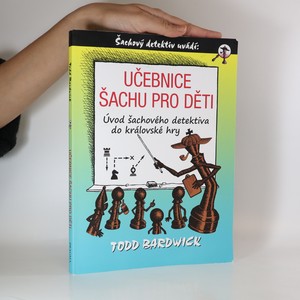 Šachový detektiv uvádí:
UČEBNICE
ŠACHU PRO DĚTI
Úvod šachového detektiva
do královské hry
TODD BARDWICK